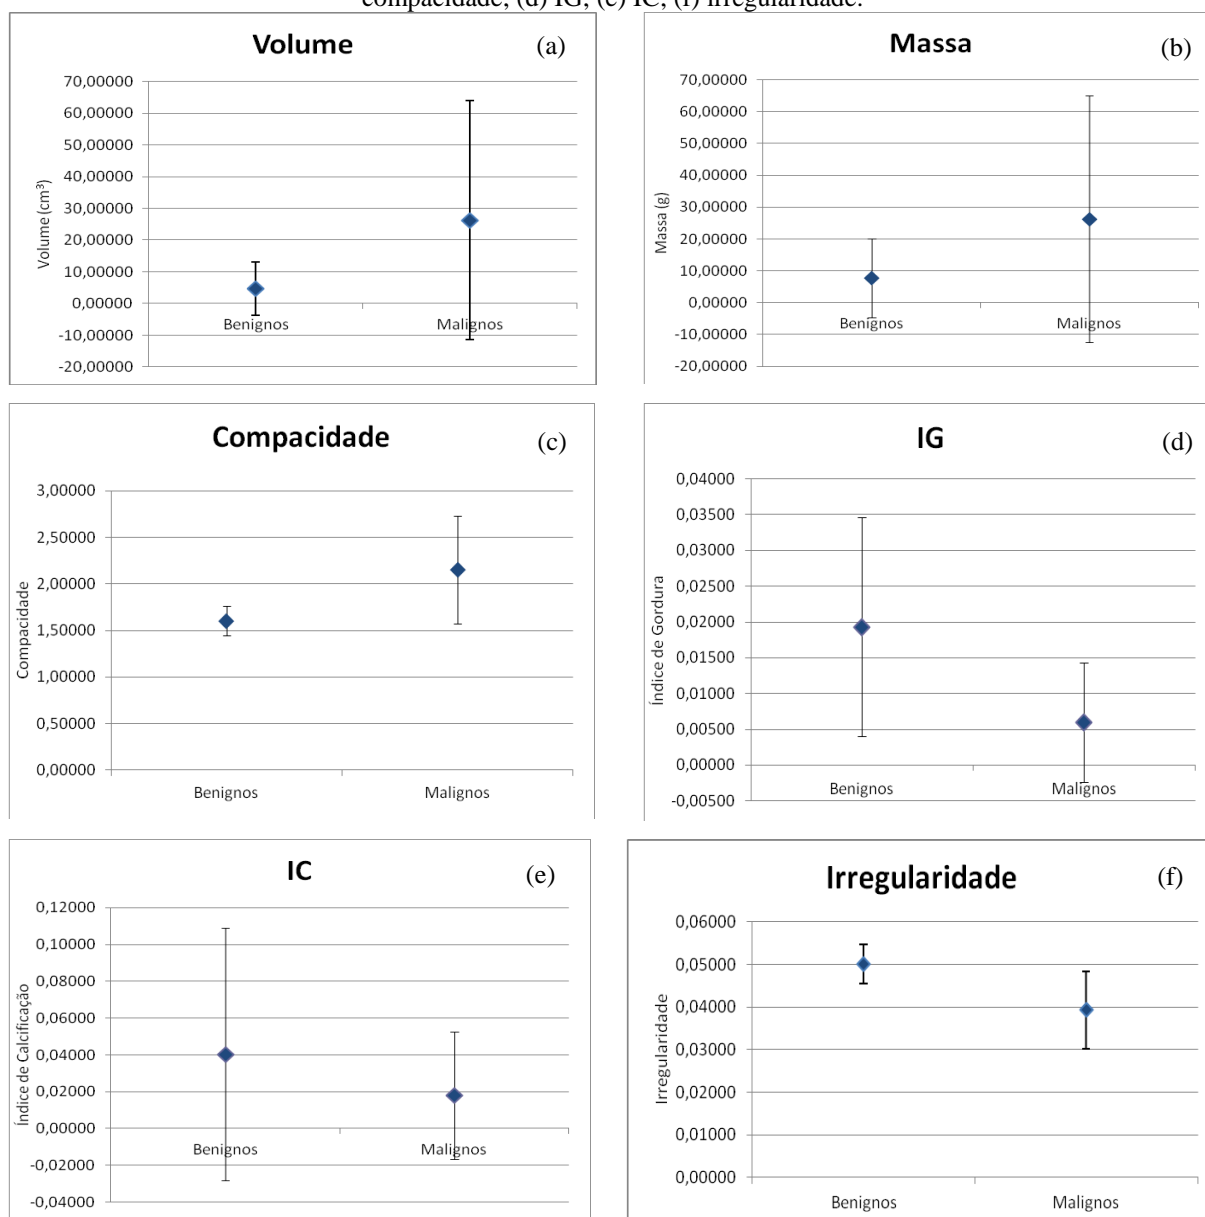 compacidade, (d) IG, (e) IC, (f) irregularidade.
Volume
(a)
70,00000
60,00000
50,00000
40,00000
30,00000
20,00000
10,00000
0,00000
-10,00000
-20,00000
Volume (cm³)
Benignos
Malignos
Massa
(b)
70,00000
60,00000
50,00000
40,00000
30,00000
20,00000
10,00000
0,00000
-10,00000
-20,00000
Massa (g)
Benignos
Malignos
Compacidade
(c)
3,00000
2,50000
2,00000
1,50000
1,00000
0,50000
0,00000
Compacidade
Benignos
Malignos
IG
(d)
0,04000
0,03500
0,03000
0,02500
0,02000
0,01500
0,01000
0,00500
0,00000
-0,00500
Índice de Gordura
Benignos
Malignos
IC
(e)
0,12000
0,10000
0,08000
0,06000
0,04000
0,02000
0,00000
-0,02000
-0,04000
Índice de Calcificação
Benignos
Malignos
Irregularidade
(f)
0,06000
0,05000
0,04000
0,03000
0,02000
0,01000
0,00000
Irregularidade
Benignos
Malignos